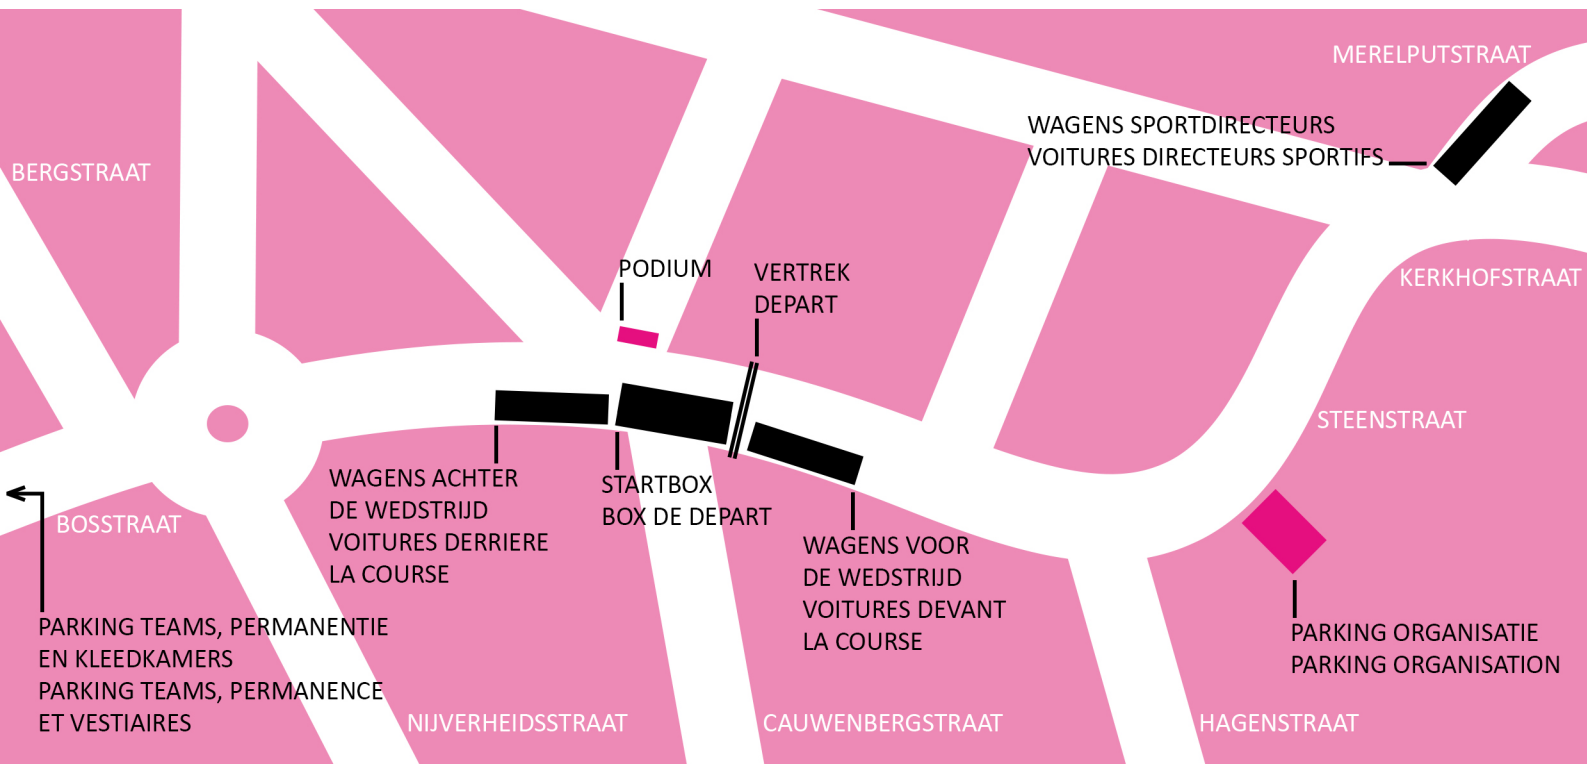 MERELPUTSTRAAT
WAGENS SPORTDIRECTEURS
VOITURES DIRECTEURS SPORTIFS
BERGSTRAAT
PODIUM
VERTREK
DEPART
KERKHOFSTRAAT
STEENSTRAAT
WAGENS ACHTER
DE WEDSTRIJD
VOITURES DERRIERE
LA COURSE
STARTBOX
BOX DE DEPART
WAGENS VOOR
DE WEDSTRIJD
VOITURES DEVANT
LA COURSE
BOSSTRAAT
PARKING TEAMS, PERMANENTIE
EN KLEEDKAMERS
PARKING TEAMS, PERMANENCE
ET VESTIAIRES
PARKING ORGANISATIE
PARKING ORGANISATION
NIJVERHEIDSSTRAAT
CAUWENBERGSTRAAT
HAGENSTRAAT